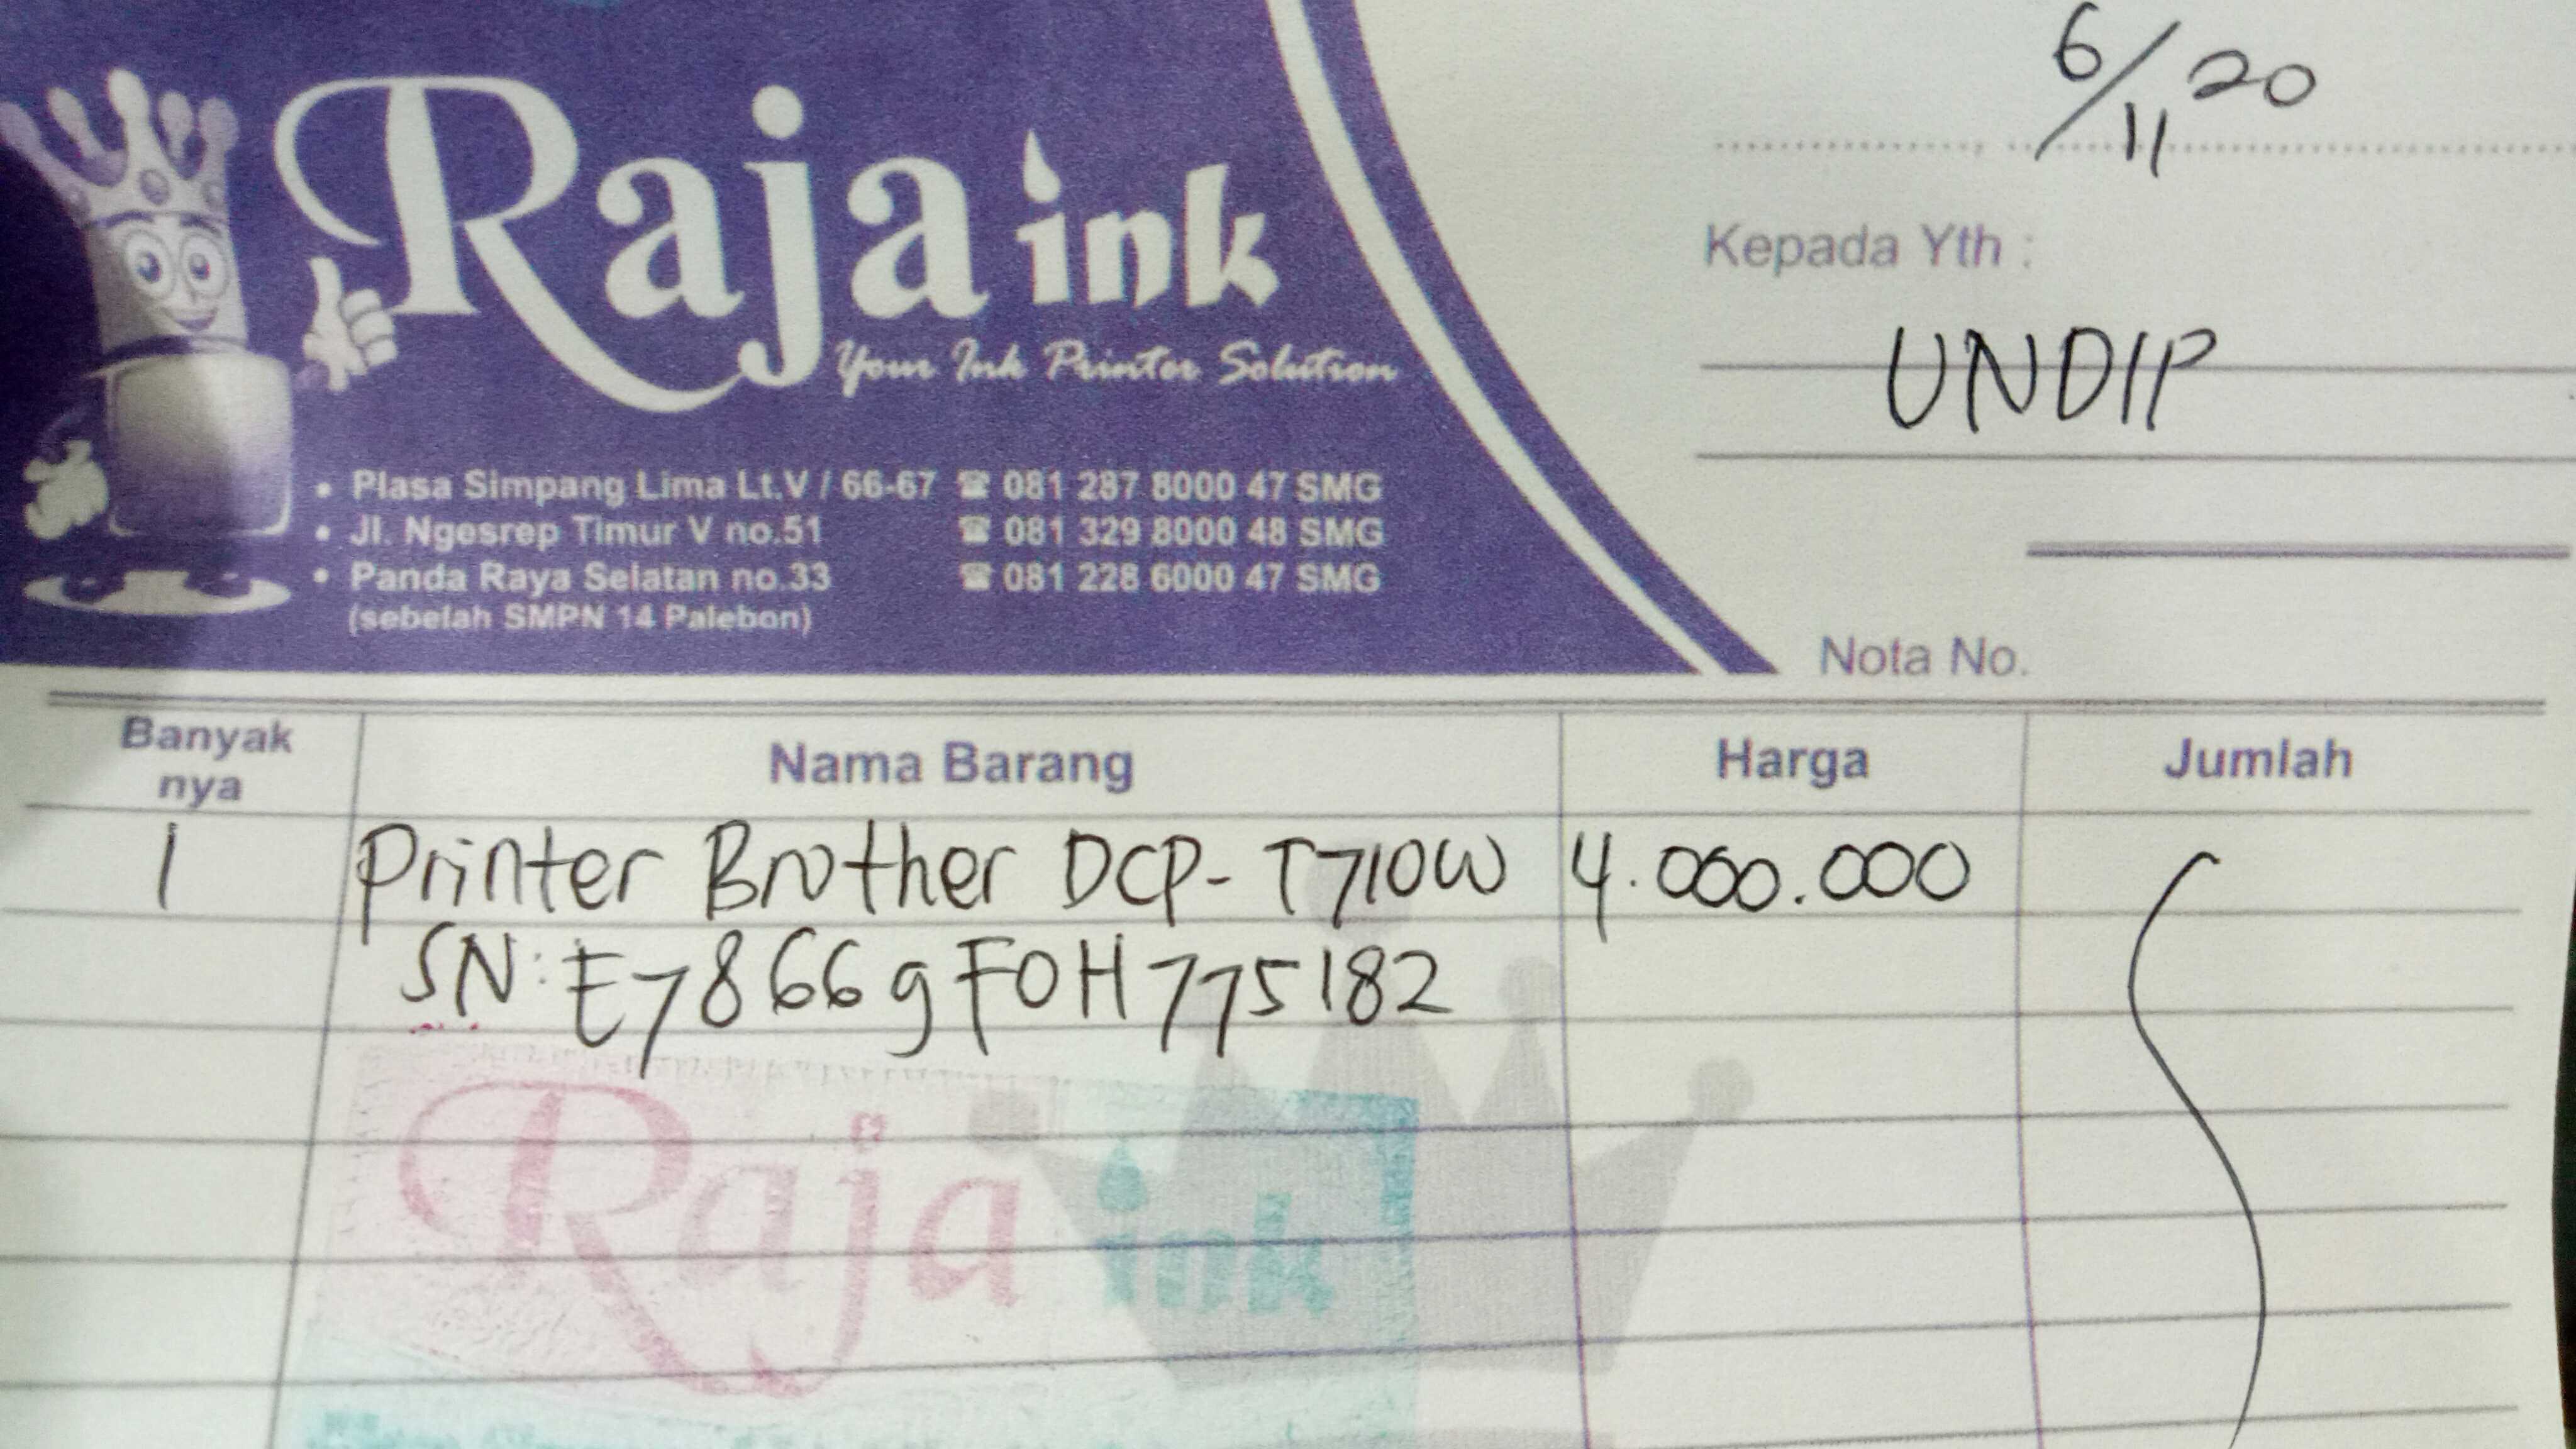 6/11 20
Raja ink
Your Ink Printer Solution
Kepada Yth :
UNDIP
• Plasa Simpang Lima Lt.V / 66-67 ☎ 081 287 8000 47 SMG
• Jl. Ngesrep Timur V no.51 ☎ 081 329 8000 48 SMG
• Panda Raya Selatan no.33 ☎ 081 228 6000 47 SMG
(sebelah SMPN 14 Palebon)
Nota No.
Banyak nya Nama Barang Harga Jumlah
1 Printer Brother DCP-T710W 4.000.000
SN: E78669F0H775182
Raja ink